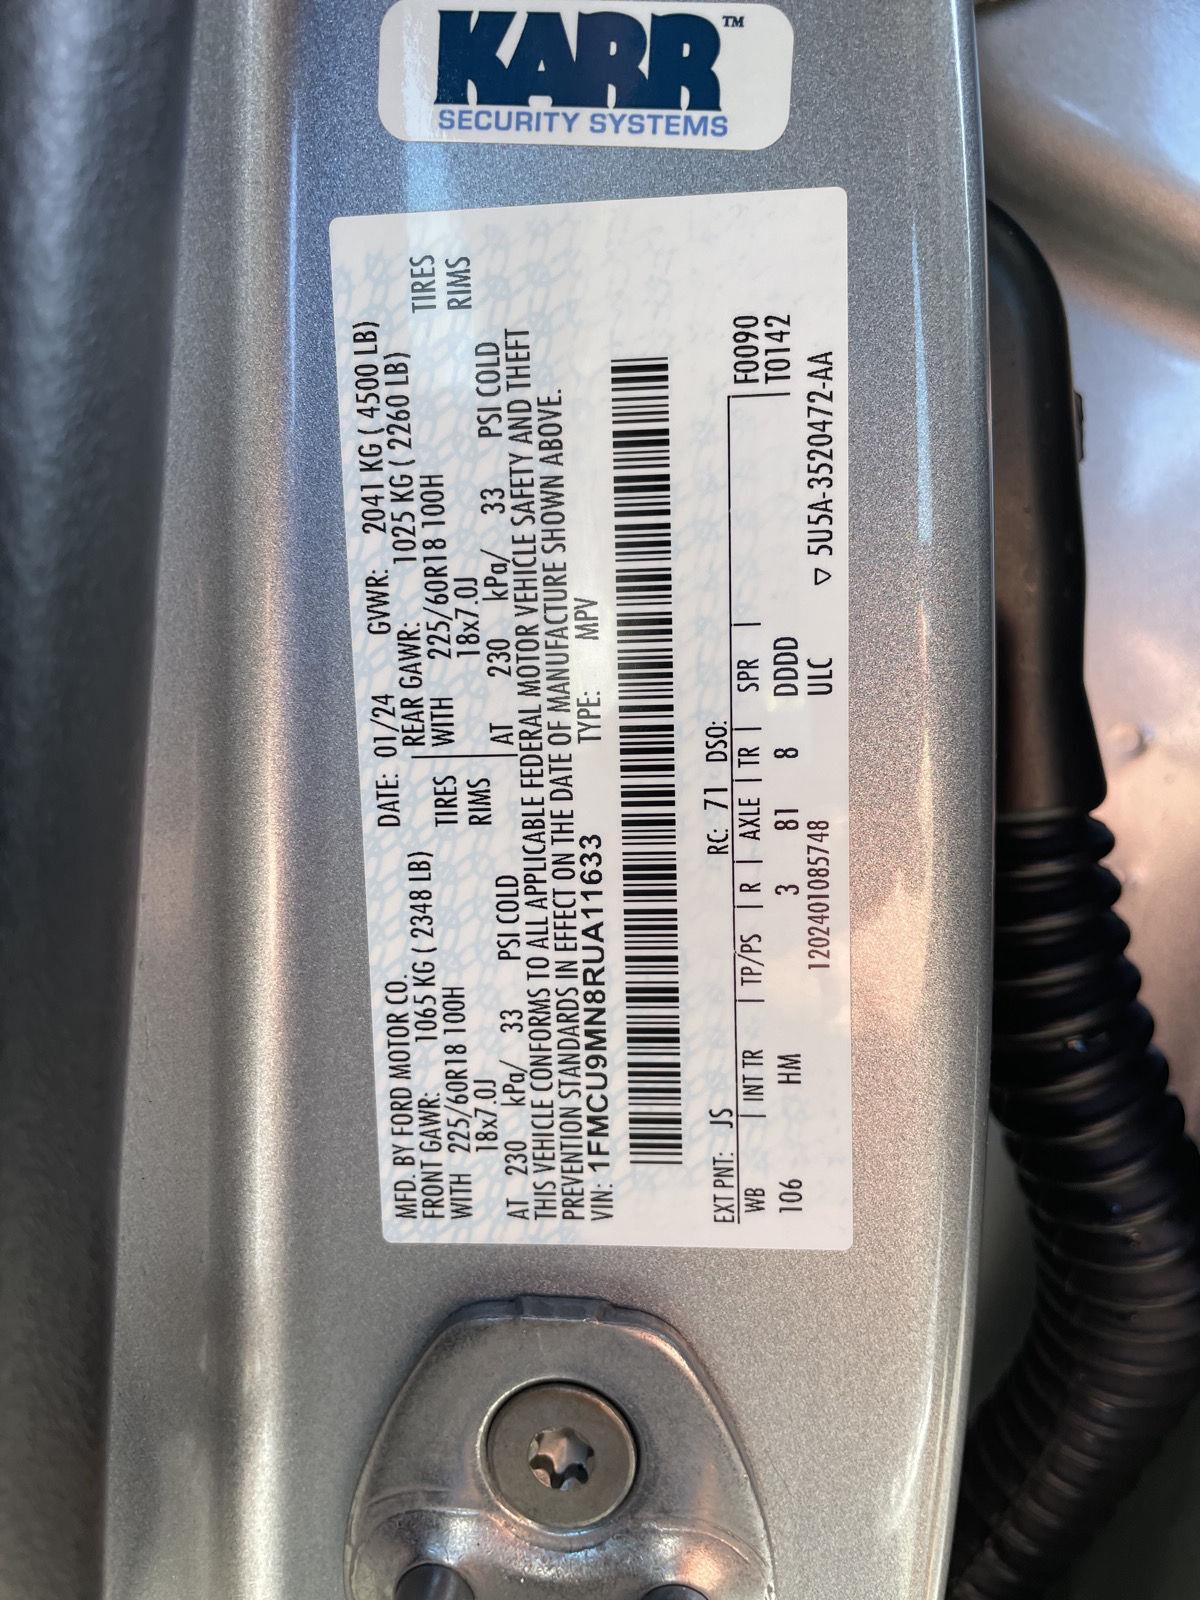 KARR™
SECURITY SYSTEMS
MFD. BY FORD MOTOR CO. DATE: 01/24 GVWR: 2041 KG ( 4500 LB)
FRONT GAWR: 1065 KG ( 2348 LB) REAR GAWR: 1025 KG ( 2260 LB)
WITH 225/60R18 100H TIRES WITH 225/60R18 100H TIRES
18x7.0J RIMS 18x7.0J RIMS
AT 230 kPa/ 33 PSI COLD AT 230 kPa/ 33 PSI COLD
THIS VEHICLE CONFORMS TO ALL APPLICABLE FEDERAL MOTOR VEHICLE SAFETY AND THEFT
PREVENTION STANDARDS IN EFFECT ON THE DATE OF MANUFACTURE SHOWN ABOVE.
VIN: 1FMCU9MN8RUA11633 TYPE: MPV
EXT PNT: JS RC: 71 DSO: F0090
WB | INT TR | TP/PS | R | AXLE | TR | SPR | T0142
106 HM 3 81 8 DDDD
120240108574​8 ULC ▽ 5U5A-3520472-AA